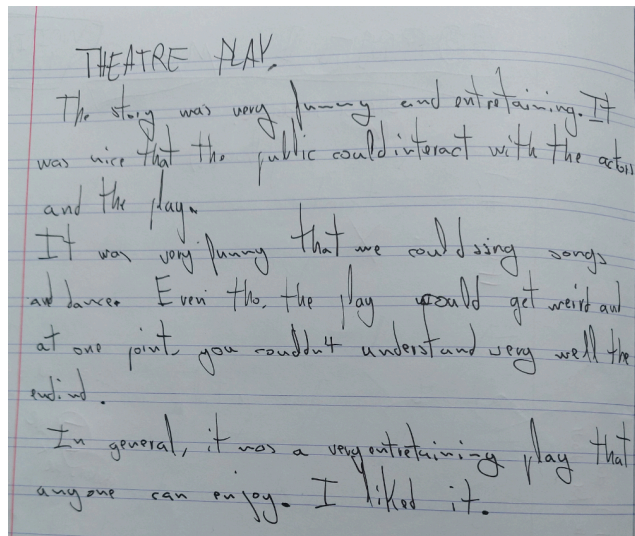 THEATRE PLAY.
The story was very funny and entretaining. It
was nice that the public could interact with the actors
and the play.
It was very funny that we could sing songs
and dance. Even tho, the play would get weird and
at one point, you couldn't understand very well the
endind.
In general, it was a very entretaining play that
anyone can enjoy. I liked it.